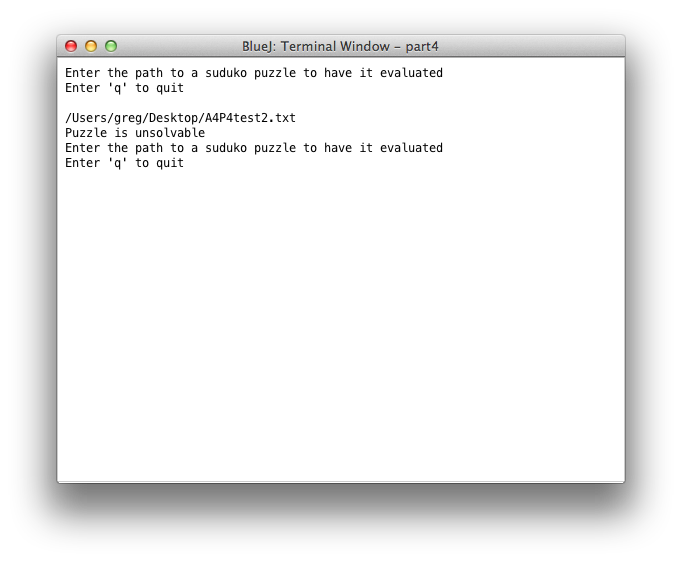 BlueJ: Terminal Window – part4
Enter the path to a suduko puzzle to have it evaluated
Enter 'q' to quit
/Users/greg/Desktop/A4P4test2.txt
Puzzle is unsolvable
Enter the path to a suduko puzzle to have it evaluated
Enter 'q' to quit